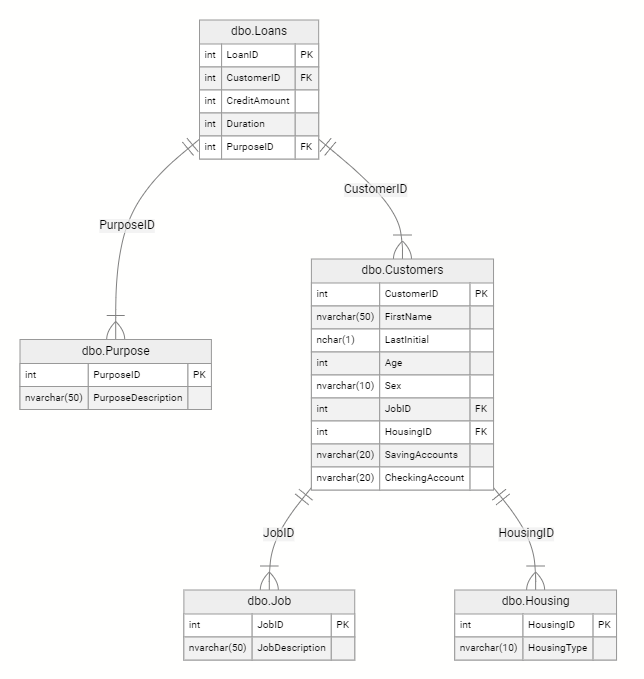 dbo.Loans
int LoanID PK
int CustomerID FK
int CreditAmount
int Duration
int PurposeID FK
CustomerID
PurposeID
dbo.Customers
int CustomerID PK
nvarchar(50) FirstName
nchar(1) LastInitial
int Age
nvarchar(10) Sex
int JobID FK
int HousingID FK
nvarchar(20) SavingAccounts
nvarchar(20) CheckingAccount
dbo.Purpose
int PurposeID PK
nvarchar(50) PurposeDescription
JobID
HousingID
dbo.Job
int JobID PK
nvarchar(50) JobDescription
dbo.Housing
int HousingID PK
nvarchar(10) HousingType